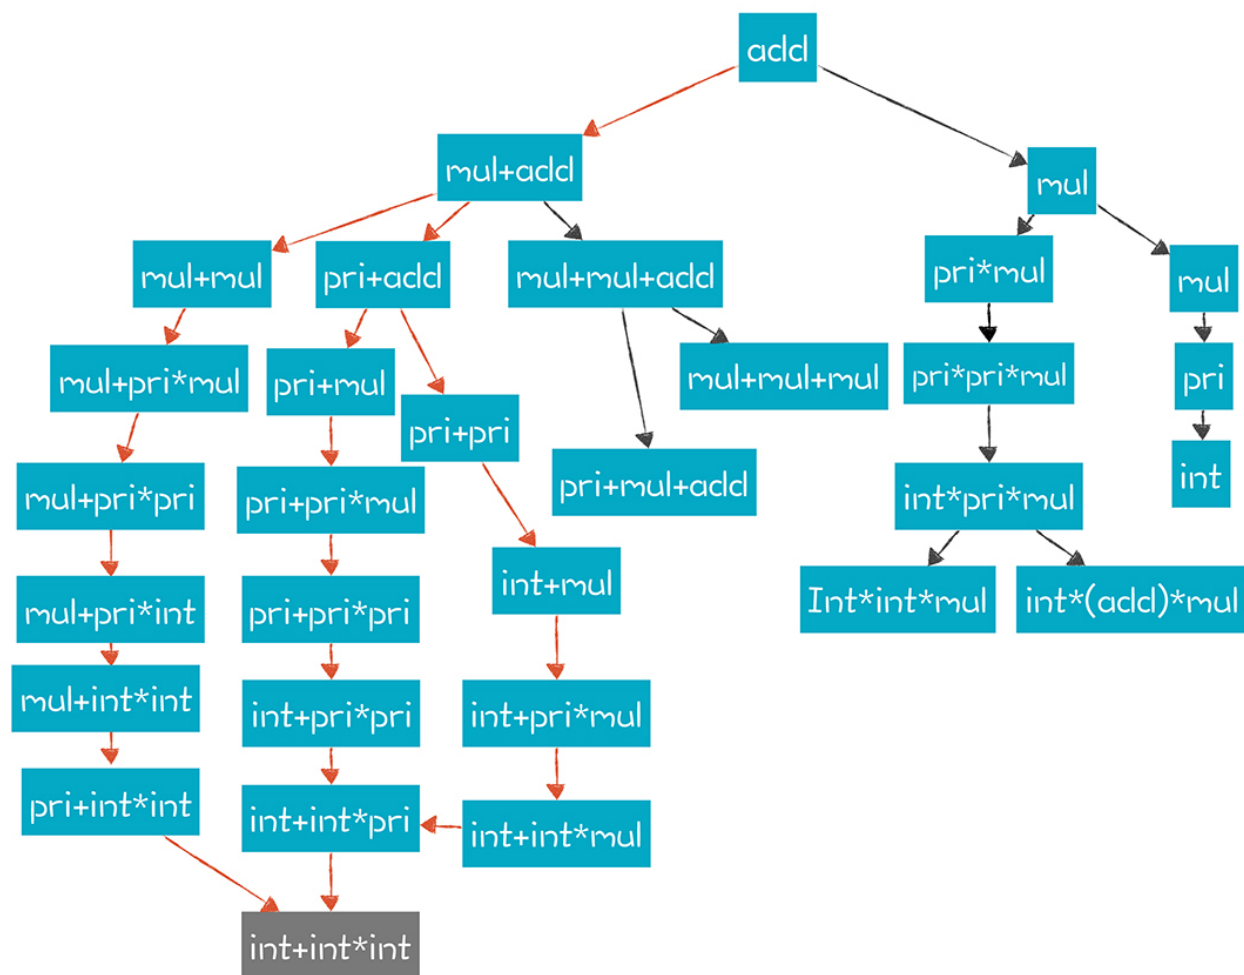 add
mul+add
mul
mul+mul
pri+add
mul+mul+add
pri*mul
mul
mul+pri*mul
pri+mul
pri+pri
mul+mul+mul
pri*pri*mul
pri
mul+pri*pri
pri+pri*mul
pri+mul+add
int*pri*mul
int
mul+pri*int
pri+pri*pri
int+mul
Int*int*mul
int*(add)*mul
mul+int*int
int+pri*pri
int+pri*mul
pri+int*int
int+int*pri
int+int*mul
int+int*int